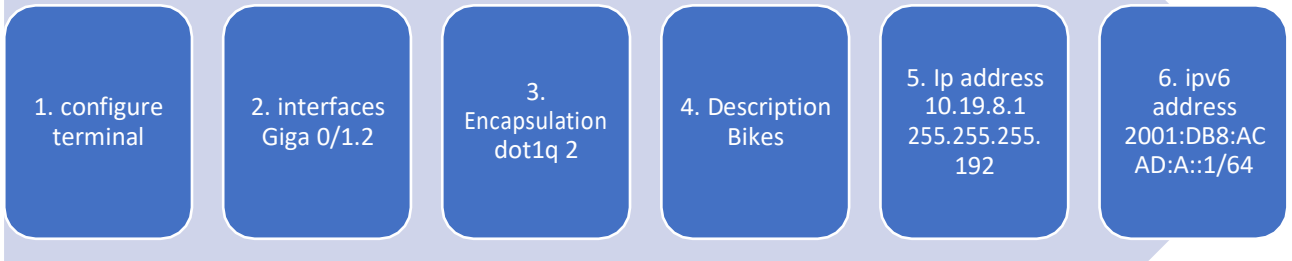 1. configure
terminal
2. interfaces
Giga 0/1.2
3.
Encapsulation
dot1q 2
4. Description
Bikes
5. Ip address
10.19.8.1
255.255.255.
192
6. ipv6
address
2001:DB8:AC
AD:A::1/64